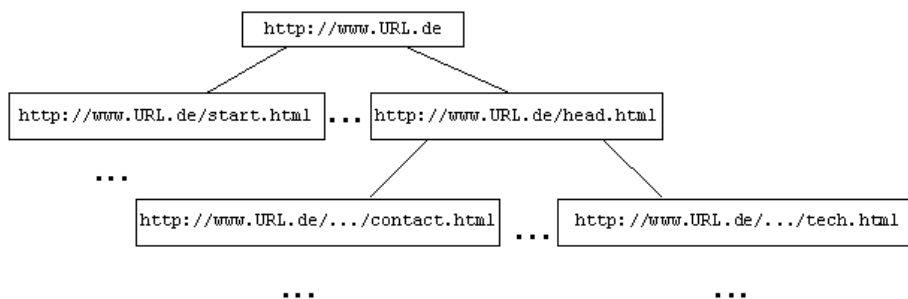 http://www.URL.de
http://www.URL.de/start.html ... http://www.URL.de/head.html
...
http://www.URL.de/.../contact.html ... http://www.URL.de/.../tech.html
... ...